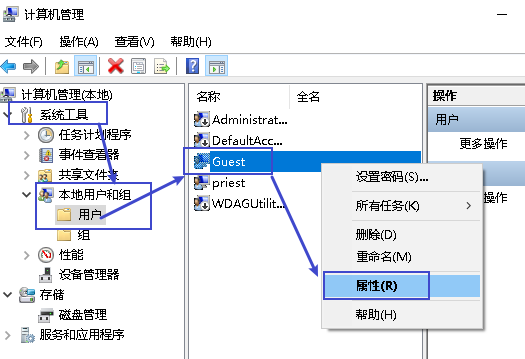 计算机管理
文件(F) 操作(A) 查看(V) 帮助(H)
计算机管理(本地)
系统工具
任务计划程序
事件查看器
共享文件夹
本地用户和组
用户
组
性能
设备管理器
存储
磁盘管理
服务和应用程序
名称 全名
Administrat...
DefaultAcc...
Guest
priest
WDAGUtilit...
设置密码(S)...
所有任务(K)
删除(D)
重命名(M)
属性(R)
帮助(H)
操作
用户
更多操作
操作